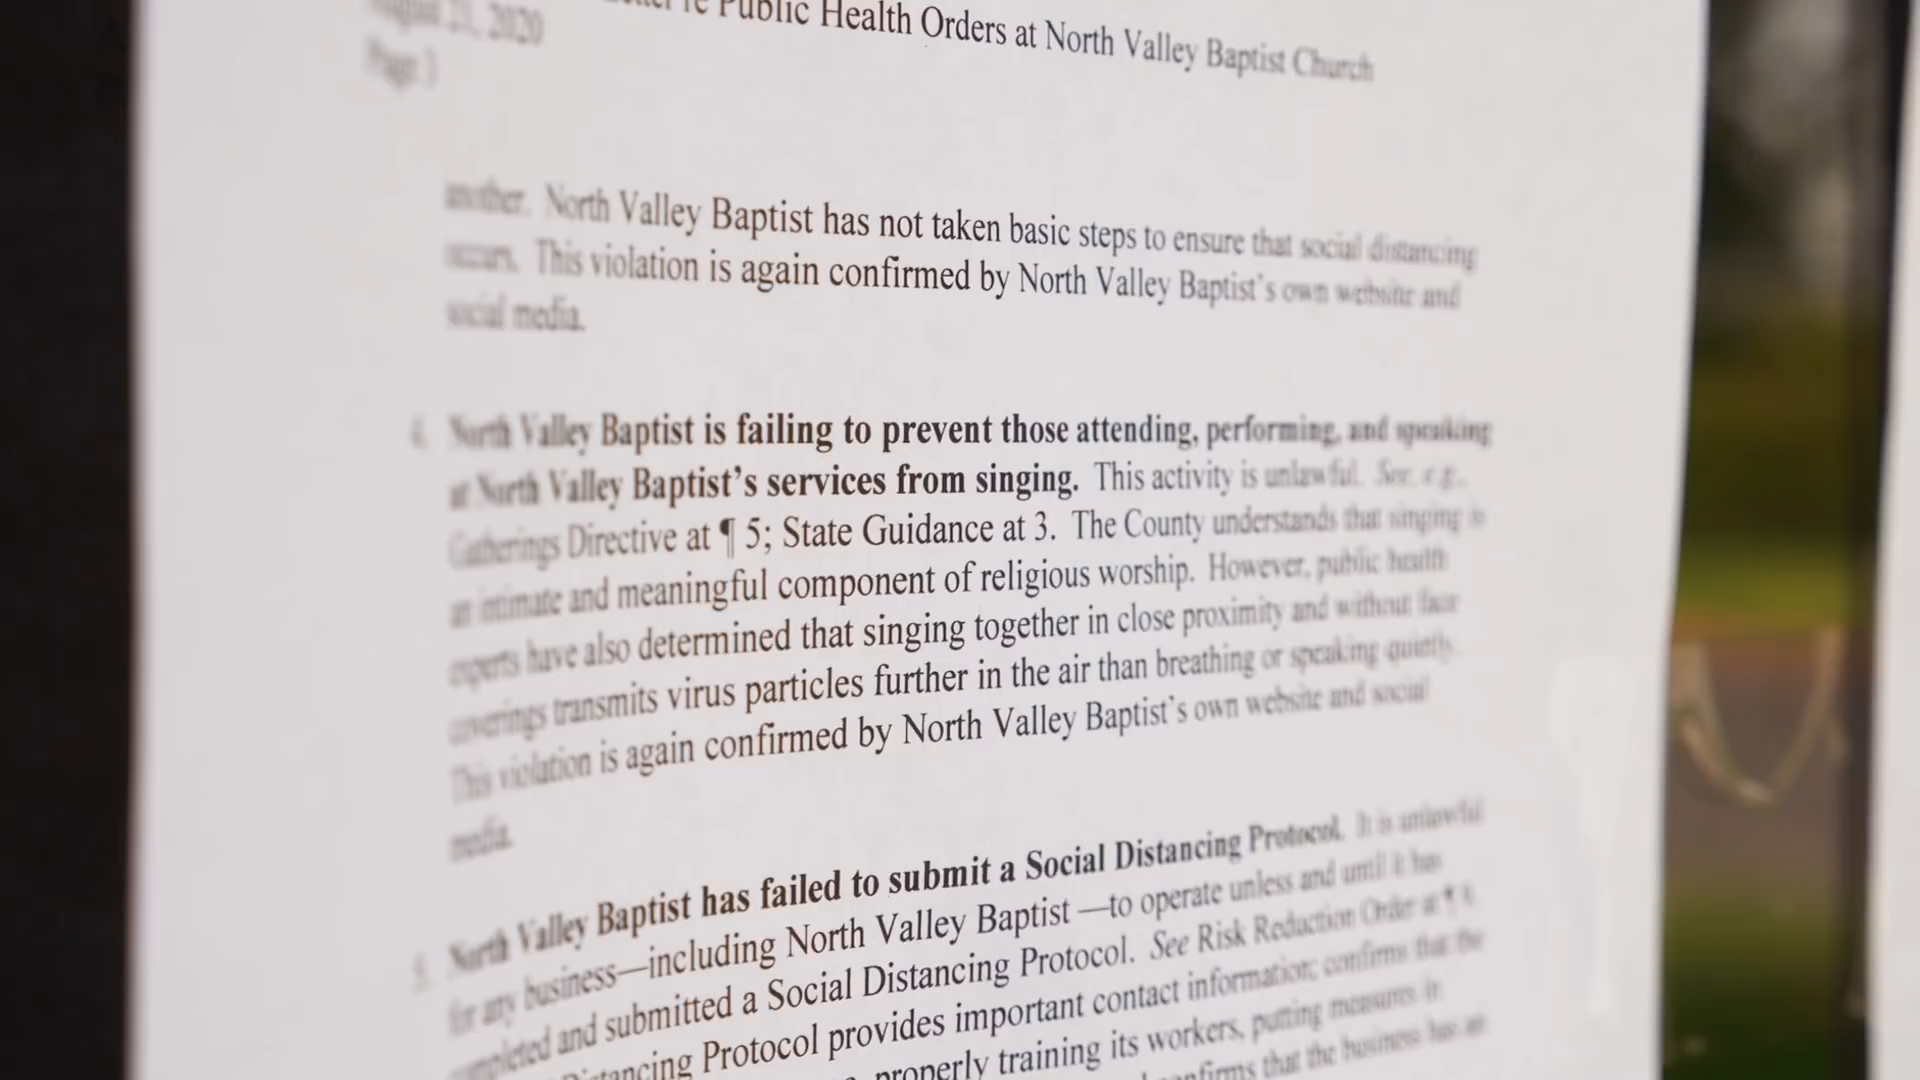 August 21, 2020
Page 3
re Public Health Orders at North Valley Baptist Church
another. North Valley Baptist has not taken basic steps to ensure that social distancing
occurs. This violation is again confirmed by North Valley Baptist's own website and
social media.
4. North Valley Baptist is failing to prevent those attending, performing, and speaking
at North Valley Baptist's services from singing. This activity is unlawful. See, e.g.,
Gatherings Directive at ¶ 5; State Guidance at 3. The County understands that singing is
an intimate and meaningful component of religious worship. However, public health
experts have also determined that singing together in close proximity and without face
coverings transmits virus particles further in the air than breathing or speaking quietly.
This violation is again confirmed by North Valley Baptist's own website and social
media.
5. North Valley Baptist has failed to submit a Social Distancing Protocol. It is unlawful
for any business—including North Valley Baptist —to operate unless and until it has
completed and submitted a Social Distancing Protocol. See Risk Reduction Order at ¶
Distancing Protocol provides important contact information; confirms that the
properly training its workers, putting measures in
confirms that the business has an